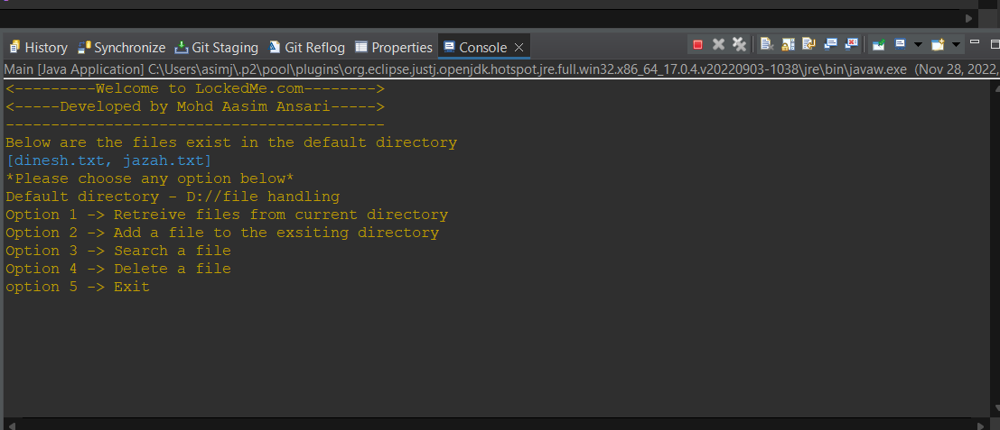 History Synchronize Git Staging Git Reflog Properties Console
Main [Java Application] C:\Users\asimj\.p2\pool\plugins\org.eclipse.justj.openjdk.hotspot.jre.full.win32.x86_64_17.0.4.v20220903-1038\jre\bin\javaw.exe (Nov 28, 2022,
<---------Welcome to LockedMe.com-------->
<-----Developed by Mohd Aasim Ansari----->
------------------------------------------
Below are the files exist in the default directory
[dinesh.txt, jazah.txt]
*Please choose any option below*
Default directory - D://file handling
Option 1 -> Retreive files from current directory
Option 2 -> Add a file to the exsiting directory
Option 3 -> Search a file
Option 4 -> Delete a file
option 5 -> Exit